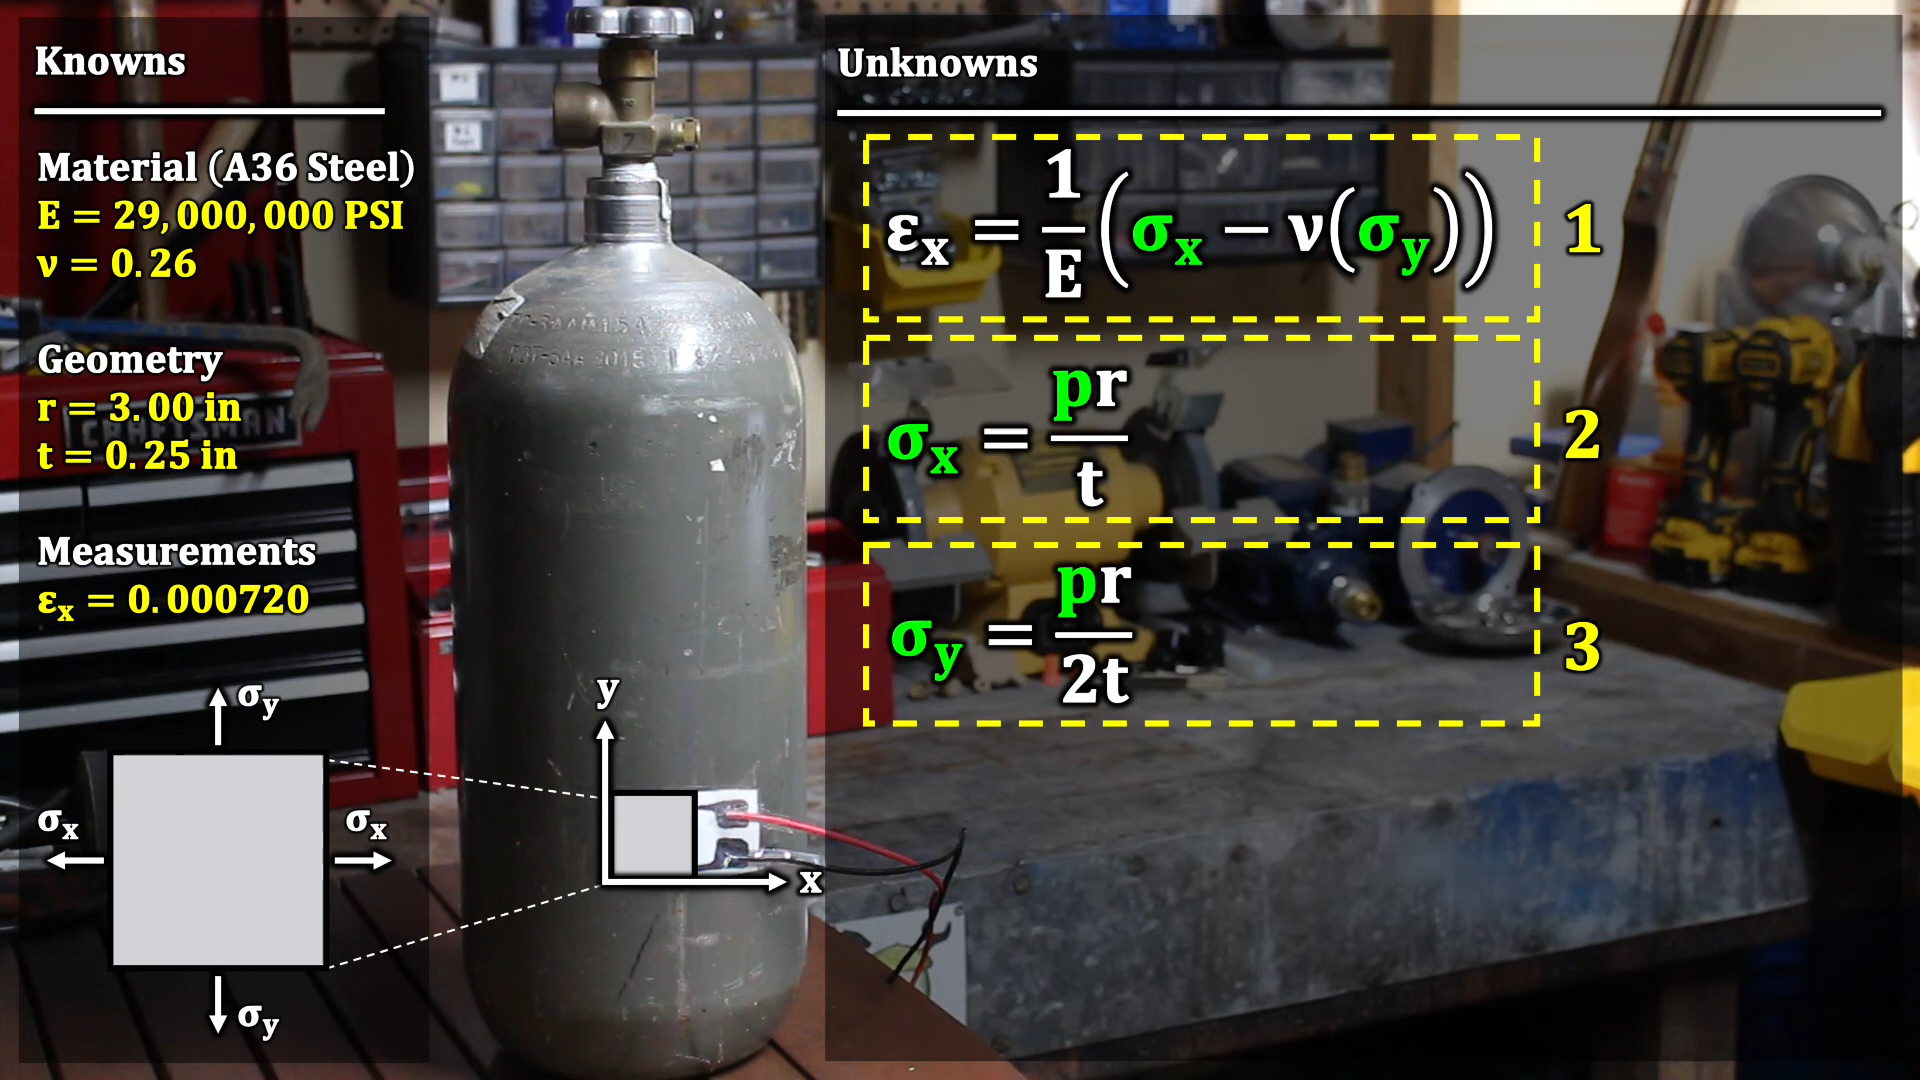 Knowns
Material (A36 Steel)
E = 29,000,000 PSI
ν = 0.26
Geometry
r = 3.00 in
CRAFTSMAN
t = 0.25 in
Measurements
εx = 0.000720
σy
σx
σx
σy
7
y
x
Unknowns
εx = 1/E (σx − ν(σy))
1
σx = pr/t
2
σy = pr/2t
3